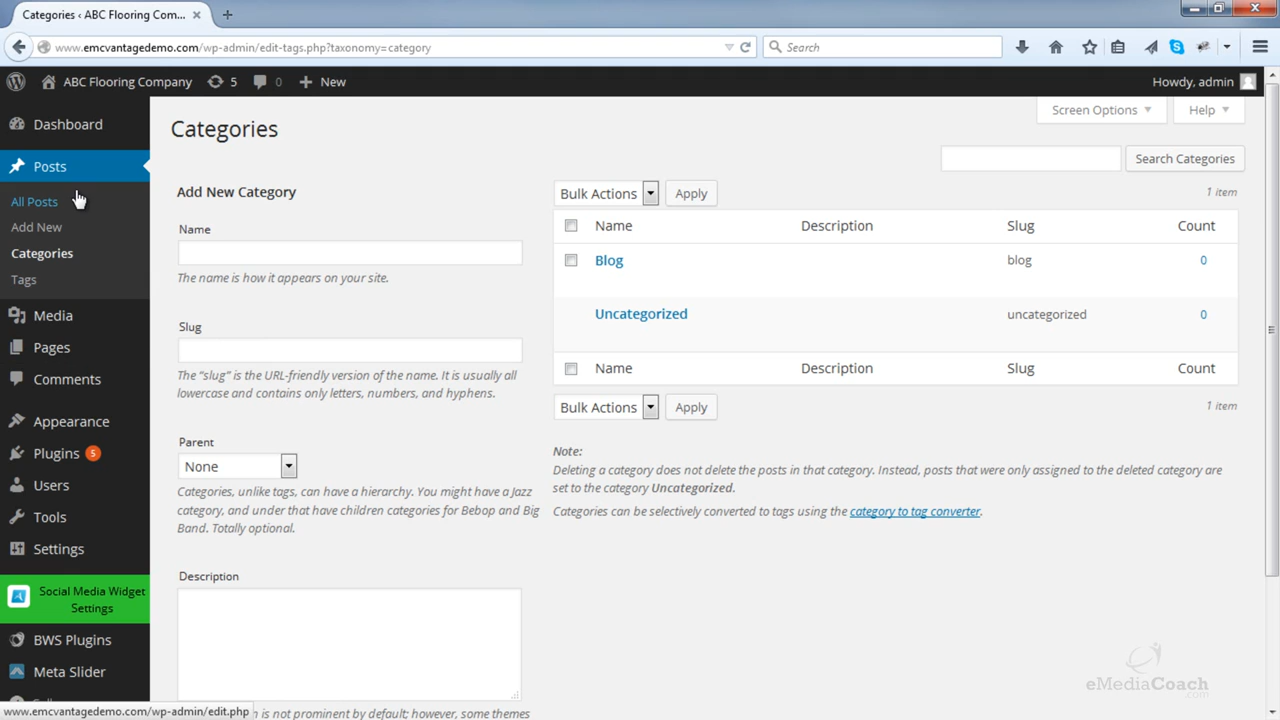 Categories ‹ ABC Flooring Com...
www.emcvantagedemo.com/wp-admin/edit-tags.php?taxonomy=category
Search
ABC Flooring Company
5
0
New
Howdy, admin
Dashboard
Posts
All Posts
Add New
Categories
Tags
Media
Pages
Comments
Appearance
Plugins 5
Users
Tools
Settings
Social Media Widget
Settings
BWS Plugins
Meta Slider
Categories
Screen Options
Help
Search Categories
Add New Category
Name
The name is how it appears on your site.
Slug
The “slug” is the URL-friendly version of the name. It is usually all
lowercase and contains only letters, numbers, and hyphens.
Parent
None
Categories, unlike tags, can have a hierarchy. You might have a Jazz
category, and under that have children categories for Bebop and Big
Band. Totally optional.
Description
n is not prominent by default; however, some themes
Bulk Actions
Apply
1 item
Name Description Slug Count
Blog blog 0
Uncategorized uncategorized 0
Name Description Slug Count
Bulk Actions
Apply
1 item
Note:
Deleting a category does not delete the posts in that category. Instead, posts that were only assigned to the deleted category are
set to the category Uncategorized.
Categories can be selectively converted to tags using the category to tag converter.
eMediaCoach
.com
www.emcvantagedemo.com/wp-admin/edit.php